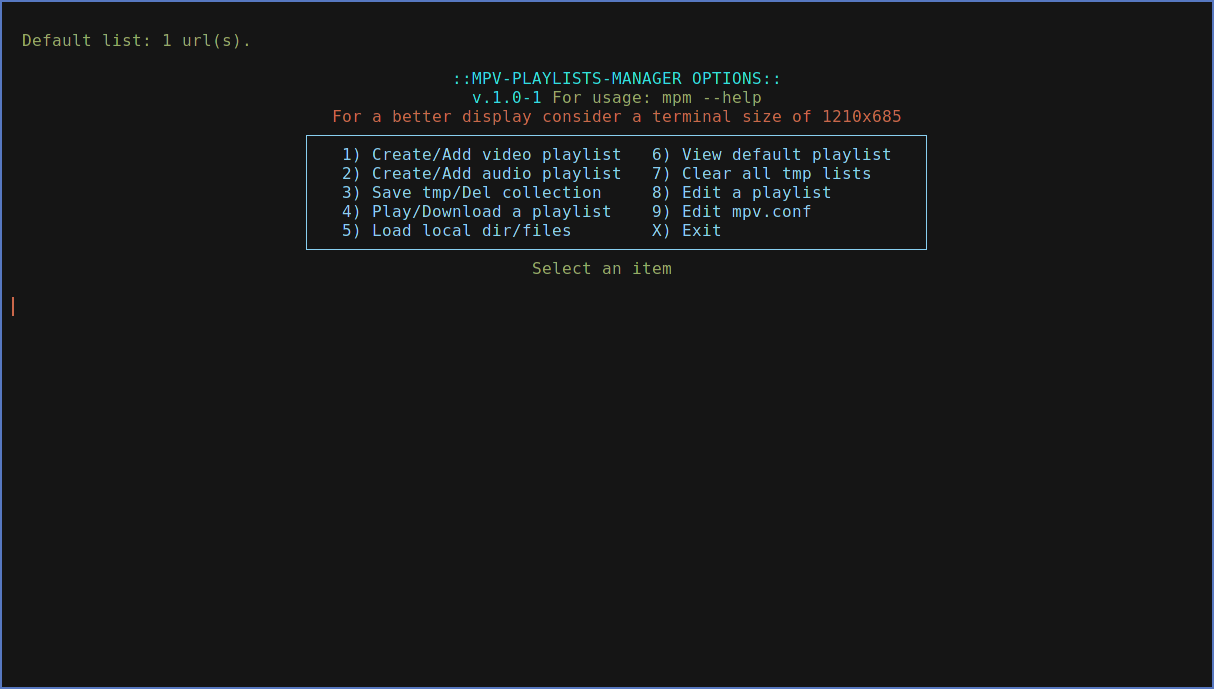 Default list: 1 url(s).
::MPV-PLAYLISTS-MANAGER OPTIONS::
v.1.0-1 For usage: mpm --help
For a better display consider a terminal size of 1210x685
1) Create/Add video playlist   6) View default playlist
2) Create/Add audio playlist   7) Clear all tmp lists
3) Save tmp/Del collection     8) Edit a playlist
4) Play/Download a playlist    9) Edit mpv.conf
5) Load local dir/files        X) Exit
Select an item